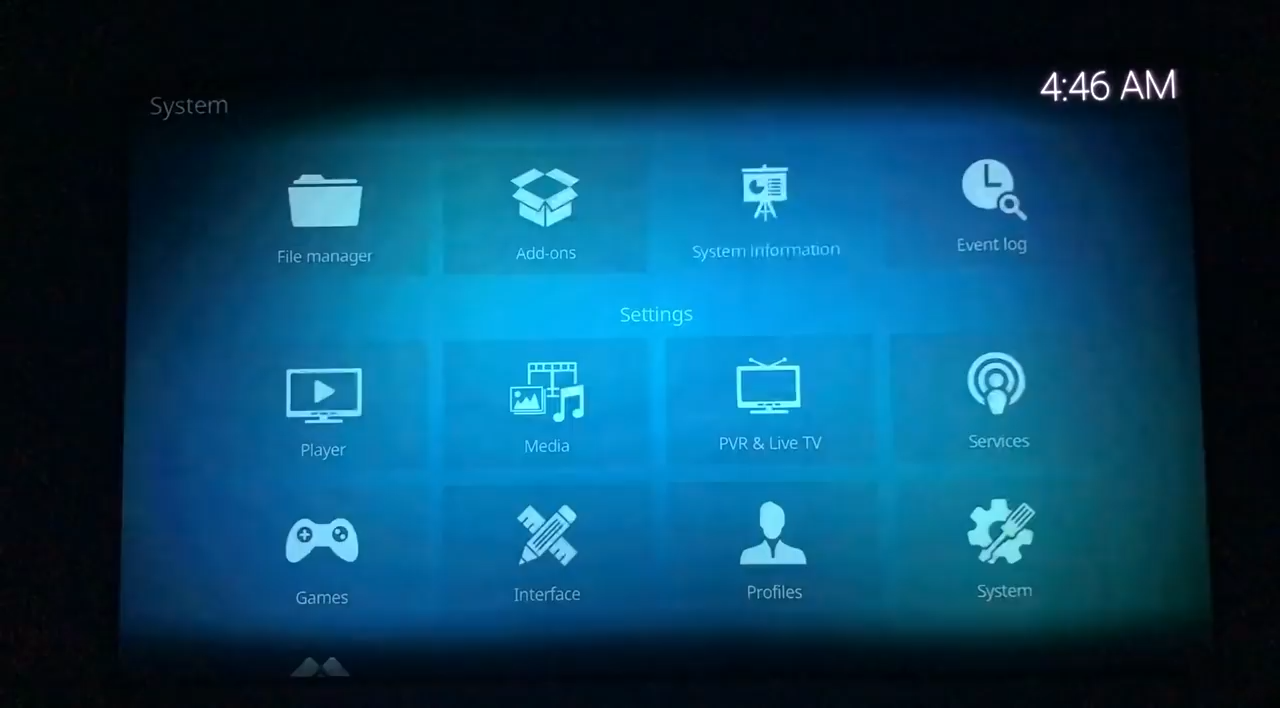 System
4:46 AM
File manager
Add-ons
System information
Event log
Settings
Player
Media
PVR & Live TV
Services
Games
Interface
Profiles
System